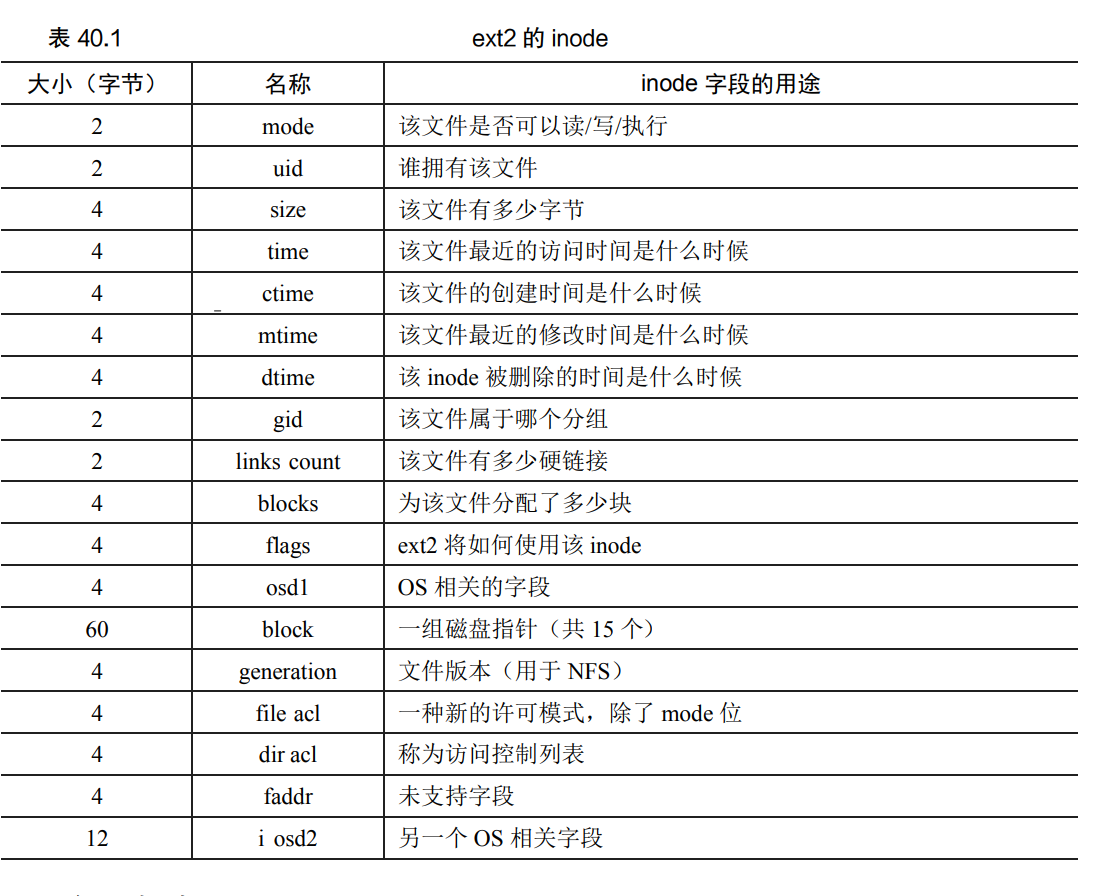 表 40.1 ext2 的 inode
大小（字节） 名称 inode 字段的用途
2 mode 该文件是否可以读/写/执行
2 uid 谁拥有该文件
4 size 该文件有多少字节
4 time 该文件最近的访问时间是什么时候
4 ctime 该文件的创建时间是什么时候
4 mtime 该文件最近的修改时间是什么时候
4 dtime 该 inode 被删除的时间是什么时候
2 gid 该文件属于哪个分组
2 links count 该文件有多少硬链接
4 blocks 为该文件分配了多少块
4 flags ext2 将如何使用该 inode
4 osd1 OS 相关的字段
60 block 一组磁盘指针（共 15 个）
4 generation 文件版本（用于 NFS）
4 file acl 一种新的许可模式，除了 mode 位
4 dir acl 称为访问控制列表
4 faddr 未支持字段
12 i osd2 另一个 OS 相关字段